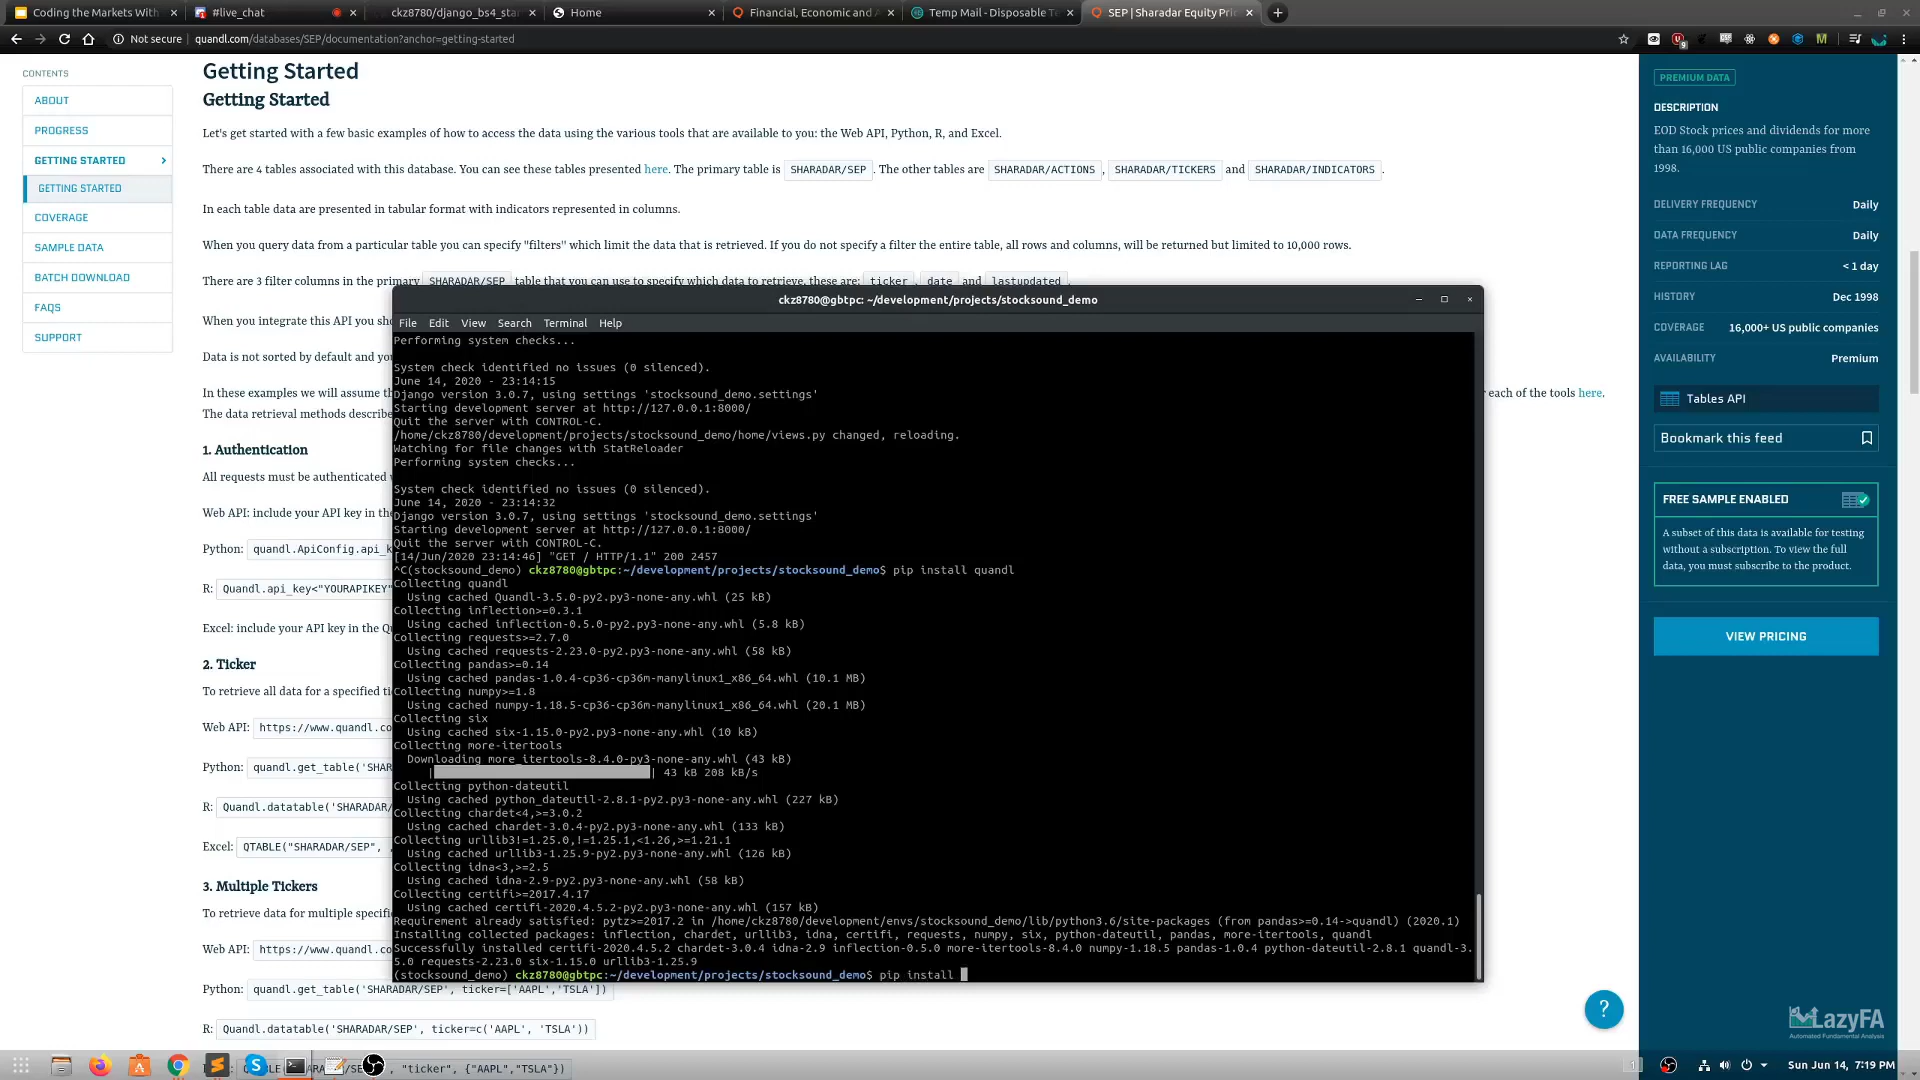 Coding the Markets With
#live_chat
ckz8780/django_bs4_sta
Home
Financial, Economic and A
Temp Mail - Disposable Te
SEP | Sharadar Equity Pri
Not secure
quandl.com/databases/SEP/documentation?anchor=getting-started
CONTENTS
ABOUT
PROGRESS
GETTING STARTED
GETTING STARTED
COVERAGE
SAMPLE DATA
BATCH DOWNLOAD
FAQS
SUPPORT
Getting Started
Getting Started
Let's get started with a few basic examples of how to access the data using the various tools that are available to you: the Web API, Python, R, and Excel.
There are 4 tables associated with this database. You can see these tables presented here. The primary table is SHARADAR/SEP. The other tables are SHARADAR/ACTIONS, SHARADAR/TICKERS and SHARADAR/INDICATORS.
In each table data are presented in tabular format with indicators represented in columns.
When you query data from a particular table you can specify "filters" which limit the data that is retrieved. If you do not specify a filter the entire table, all rows and columns, will be returned but limited to 10,000 rows.
There are 3 filter columns in the primary SHARADAR/SEP table that you can use to specify which data to retrieve, these are: ticker, date and lastupdated.
When you integrate this API you sho
Data is not sorted by default and you
In these examples we will assume th
each of the tools here.
The data retrieval methods describe
1. Authentication
All requests must be authenticated
Web API: include your API key in the
Python: quandl.ApiConfig.api_k
R: Quandl.api_key<"YOURAPIKEY"
Excel: include your API key in the Q
2. Ticker
To retrieve all data for a specified ti
Web API: https://www.quandl.co
Python: quandl.get_table('SHAR
R: Quandl.datatable('SHARADAR/
Excel: QTABLE("SHARADAR/SEP",
3. Multiple Tickers
To retrieve data for multiple specifi
Web API: https://www.quandl.co
Python: quandl.get_table('SHARADAR/SEP', ticker=['AAPL','TSLA'])
R: Quandl.datatable('SHARADAR/SEP', ticker=c('AAPL', 'TSLA'))
"ticker", {"AAPL","TSLA"})
ckz8780@gbtpc: ~/development/projects/stocksound_demo
File Edit View Search Terminal Help
Performing system checks...
System check identified no issues (0 silenced).
June 14, 2020 - 23:14:15
Django version 3.0.7, using settings 'stocksound_demo.settings'
Starting development server at http://127.0.0.1:8000/
Quit the server with CONTROL-C.
/home/ckz8780/development/projects/stocksound_demo/home/views.py changed, reloading.
Watching for file changes with StatReloader
Performing system checks...
System check identified no issues (0 silenced).
June 14, 2020 - 23:14:32
Django version 3.0.7, using settings 'stocksound_demo.settings'
Starting development server at http://127.0.0.1:8000/
Quit the server with CONTROL-C.
[14/Jun/2020 23:14:46] "GET / HTTP/1.1" 200 2457
^C(stocksound_demo) ckz8780@gbtpc:~/development/projects/stocksound_demo$ pip install quandl
Collecting quandl
Using cached Quandl-3.5.0-py2.py3-none-any.whl (25 kB)
Collecting inflection>=0.3.1
Using cached inflection-0.5.0-py2.py3-none-any.whl (5.8 kB)
Collecting requests>=2.7.0
Using cached requests-2.23.0-py2.py3-none-any.whl (58 kB)
Collecting pandas>=0.14
Using cached pandas-1.0.4-cp36-cp36m-manylinux1_x86_64.whl (10.1 MB)
Collecting numpy>=1.8
Using cached numpy-1.18.5-cp36-cp36m-manylinux1_x86_64.whl (20.1 MB)
Collecting six
Using cached six-1.15.0-py2.py3-none-any.whl (10 kB)
Collecting more-itertools
Downloading more_itertools-8.4.0-py3-none-any.whl (43 kB)
43 kB 208 kB/s
Collecting python-dateutil
Using cached python_dateutil-2.8.1-py2.py3-none-any.whl (227 kB)
Collecting chardet<4,>=3.0.2
Using cached chardet-3.0.4-py2.py3-none-any.whl (133 kB)
Collecting urllib3!=1.25.0,!=1.25.1,<1.26,>=1.21.1
Using cached urllib3-1.25.9-py2.py3-none-any.whl (126 kB)
Collecting idna<3,>=2.5
Using cached idna-2.9-py2.py3-none-any.whl (58 kB)
Collecting certifi>=2017.4.17
Using cached certifi-2020.4.5.2-py2.py3-none-any.whl (157 kB)
Requirement already satisfied: pytz>=2017.2 in /home/ckz8780/development/envs/stocksound_demo/lib/python3.6/site-packages (from pandas>=0.14->quandl) (2020.1)
Installing collected packages: inflection, chardet, urllib3, idna, certifi, requests, numpy, six, python-dateutil, pandas, more-itertools, quandl
Successfully installed certifi-2020.4.5.2 chardet-3.0.4 idna-2.9 inflection-0.5.0 more-itertools-8.4.0 numpy-1.18.5 pandas-1.0.4 python-dateutil-2.8.1 quandl-3.
5.0 requests-2.23.0 six-1.15.0 urllib3-1.25.9
(stocksound_demo) ckz8780@gbtpc:~/development/projects/stocksound_demo$ pip install
PREMIUM DATA
DESCRIPTION
EOD Stock prices and dividends for more
than 16,000 US public companies from
1998.
DELIVERY FREQUENCY Daily
DATA FREQUENCY Daily
REPORTING LAG < 1 day
HISTORY Dec 1998
COVERAGE 16,000+ US public companies
AVAILABILITY Premium
Tables API
Bookmark this feed
FREE SAMPLE ENABLED
A subset of this data is available for testing
without a subscription. To view the full
data, you must subscribe to the product.
VIEW PRICING
?
LazyFA
Automated Fundamental Analysis
Sun Jun 14, 7:19 PM